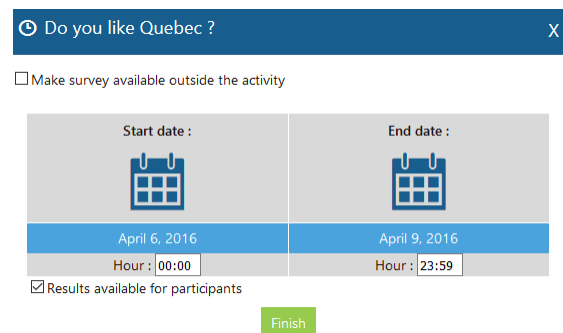 Do you like Quebec ?
X
Make survey available outside the activity
Start date :
End date :
April 6, 2016
April 9, 2016
Hour : 00:00
Hour : 23:59
Results available for participants
Finish